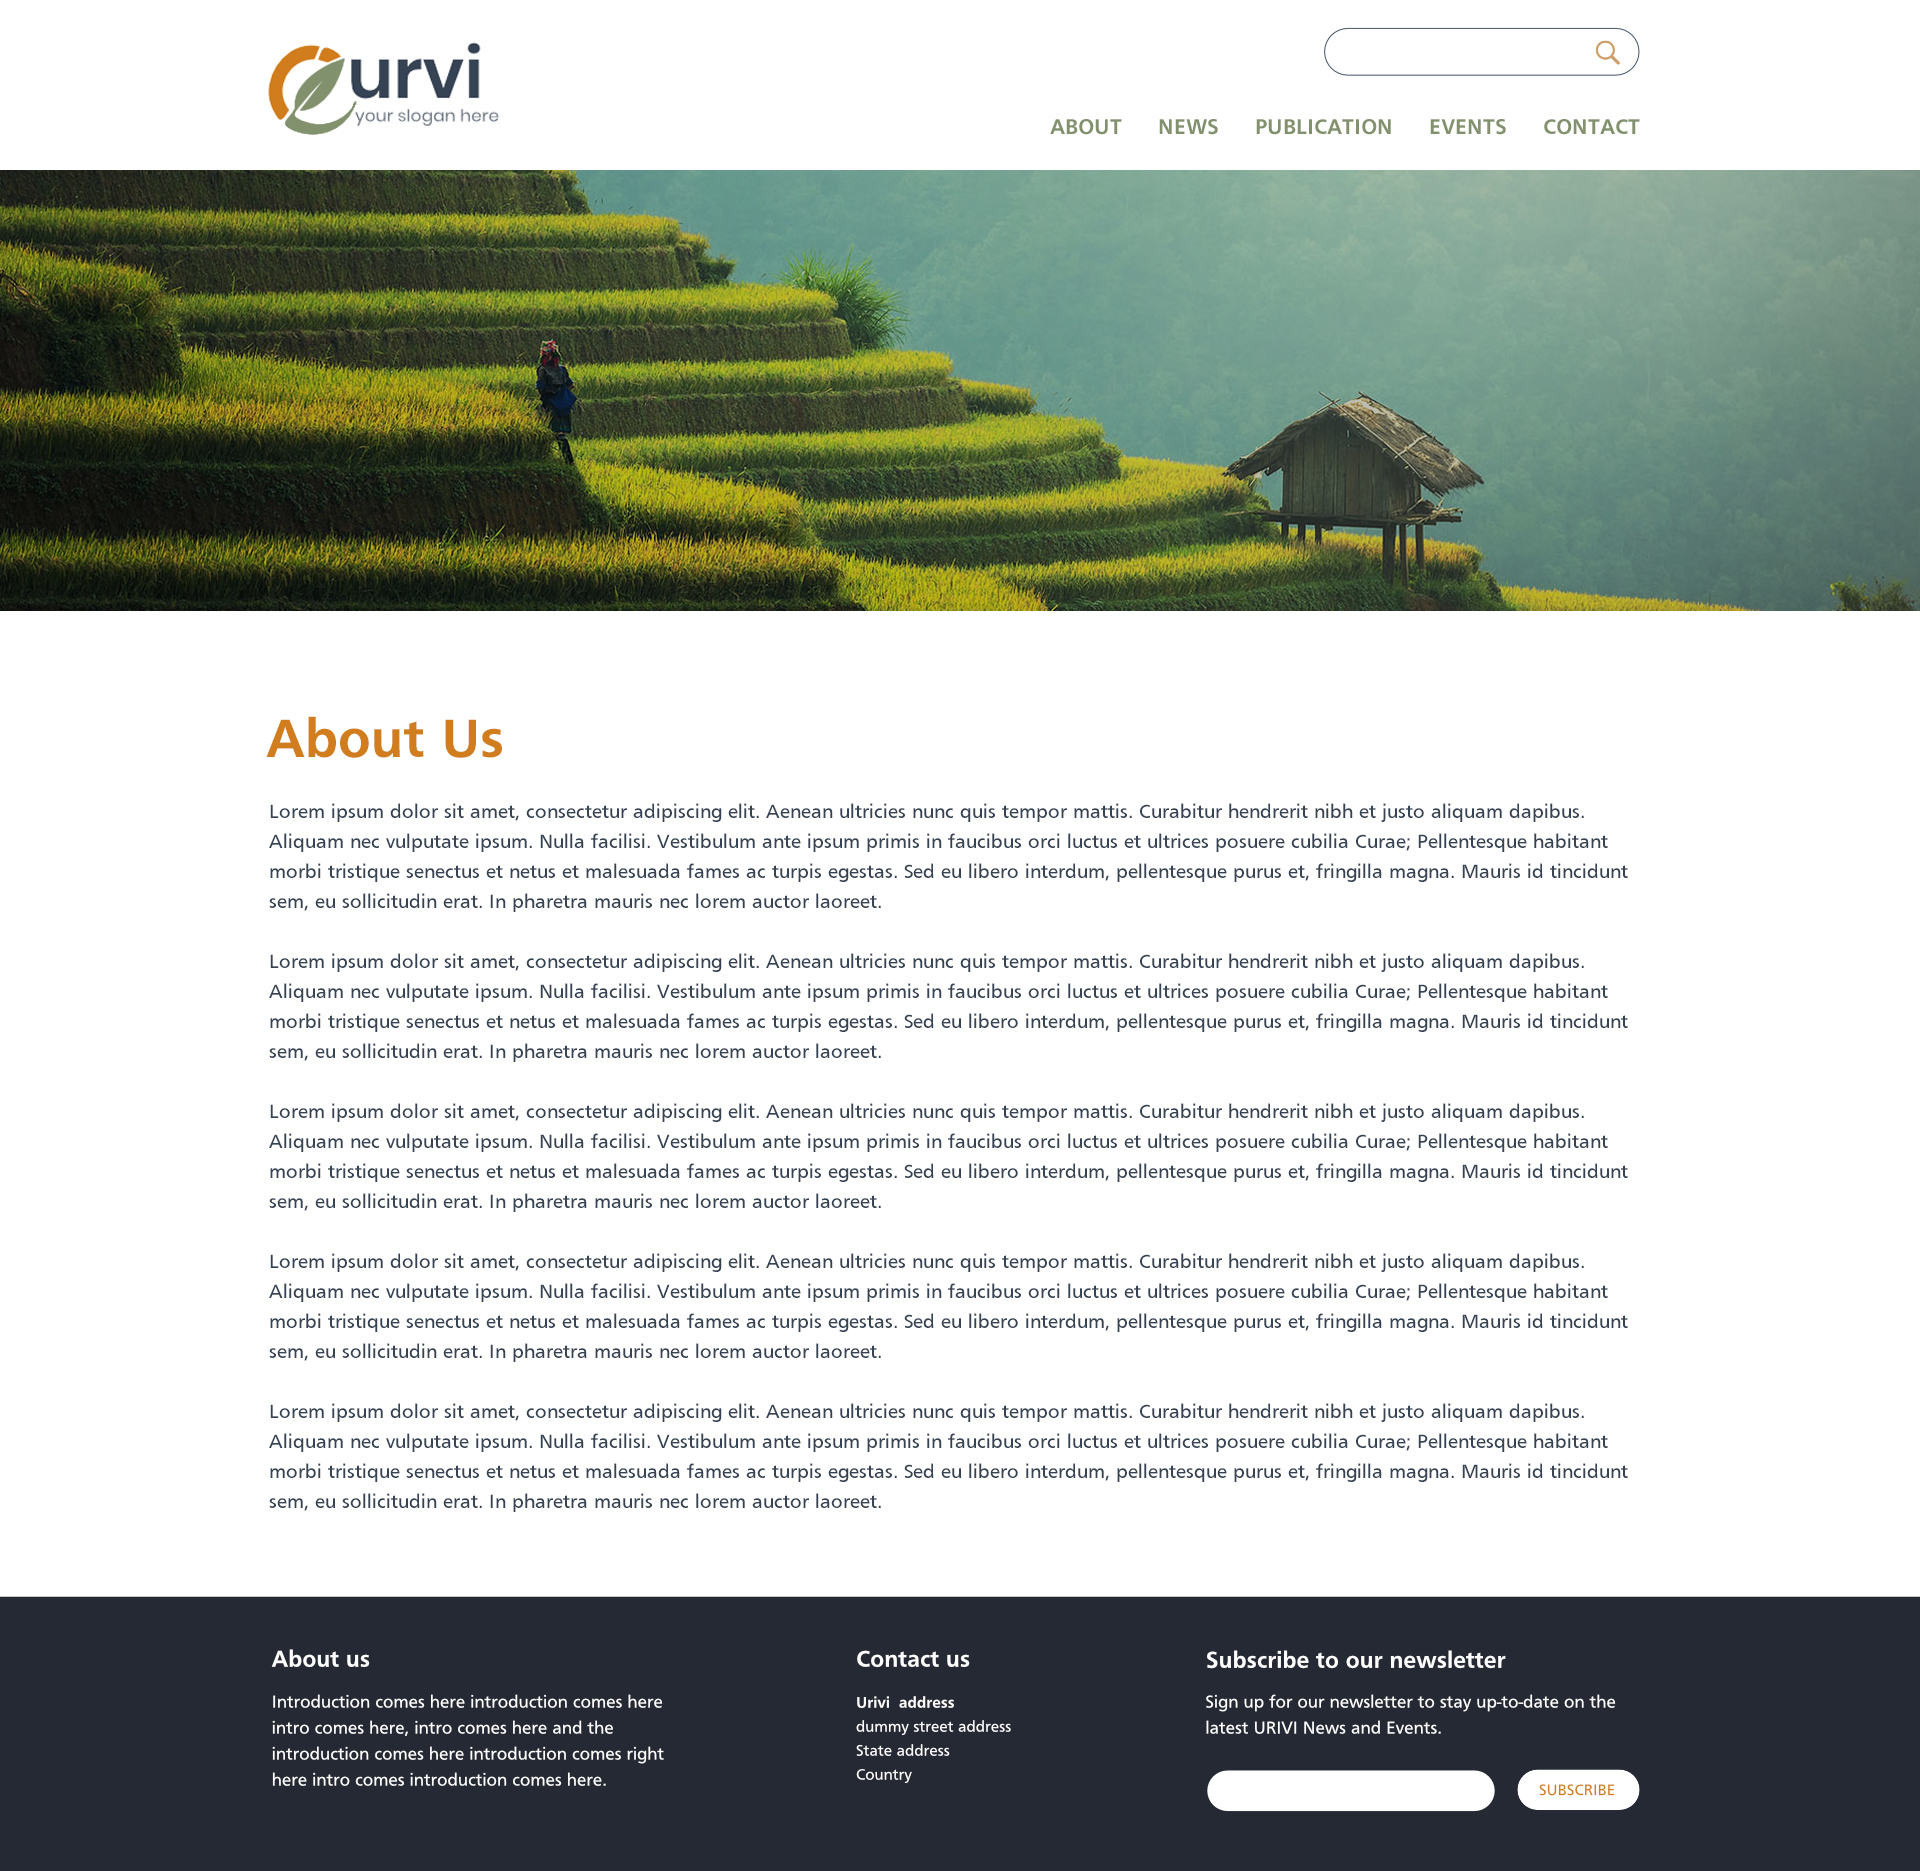 urvi
your slogan here
ABOUT NEWS PUBLICATION EVENTS CONTACT
About Us
Lorem ipsum dolor sit amet, consectetur adipiscing elit. Aenean ultricies nunc quis tempor mattis. Curabitur hendrerit nibh et justo aliquam dapibus.
Aliquam nec vulputate ipsum. Nulla facilisi. Vestibulum ante ipsum primis in faucibus orci luctus et ultrices posuere cubilia Curae; Pellentesque habitant
morbi tristique senectus et netus et malesuada fames ac turpis egestas. Sed eu libero interdum, pellentesque purus et, fringilla magna. Mauris id tincidunt
sem, eu sollicitudin erat. In pharetra mauris nec lorem auctor laoreet.
Lorem ipsum dolor sit amet, consectetur adipiscing elit. Aenean ultricies nunc quis tempor mattis. Curabitur hendrerit nibh et justo aliquam dapibus.
Aliquam nec vulputate ipsum. Nulla facilisi. Vestibulum ante ipsum primis in faucibus orci luctus et ultrices posuere cubilia Curae; Pellentesque habitant
morbi tristique senectus et netus et malesuada fames ac turpis egestas. Sed eu libero interdum, pellentesque purus et, fringilla magna. Mauris id tincidunt
sem, eu sollicitudin erat. In pharetra mauris nec lorem auctor laoreet.
Lorem ipsum dolor sit amet, consectetur adipiscing elit. Aenean ultricies nunc quis tempor mattis. Curabitur hendrerit nibh et justo aliquam dapibus.
Aliquam nec vulputate ipsum. Nulla facilisi. Vestibulum ante ipsum primis in faucibus orci luctus et ultrices posuere cubilia Curae; Pellentesque habitant
morbi tristique senectus et netus et malesuada fames ac turpis egestas. Sed eu libero interdum, pellentesque purus et, fringilla magna. Mauris id tincidunt
sem, eu sollicitudin erat. In pharetra mauris nec lorem auctor laoreet.
Lorem ipsum dolor sit amet, consectetur adipiscing elit. Aenean ultricies nunc quis tempor mattis. Curabitur hendrerit nibh et justo aliquam dapibus.
Aliquam nec vulputate ipsum. Nulla facilisi. Vestibulum ante ipsum primis in faucibus orci luctus et ultrices posuere cubilia Curae; Pellentesque habitant
morbi tristique senectus et netus et malesuada fames ac turpis egestas. Sed eu libero interdum, pellentesque purus et, fringilla magna. Mauris id tincidunt
sem, eu sollicitudin erat. In pharetra mauris nec lorem auctor laoreet.
Lorem ipsum dolor sit amet, consectetur adipiscing elit. Aenean ultricies nunc quis tempor mattis. Curabitur hendrerit nibh et justo aliquam dapibus.
Aliquam nec vulputate ipsum. Nulla facilisi. Vestibulum ante ipsum primis in faucibus orci luctus et ultrices posuere cubilia Curae; Pellentesque habitant
morbi tristique senectus et netus et malesuada fames ac turpis egestas. Sed eu libero interdum, pellentesque purus et, fringilla magna. Mauris id tincidunt
sem, eu sollicitudin erat. In pharetra mauris nec lorem auctor laoreet.
About us
Introduction comes here introduction comes here
intro comes here, intro comes here and the
introduction comes here introduction comes right
here intro comes introduction comes here.
Contact us
Urivi address
dummy street address
State address
Country
Subscribe to our newsletter
Sign up for our newsletter to stay up-to-date on the
latest URIVI News and Events.
SUBSCRIBE